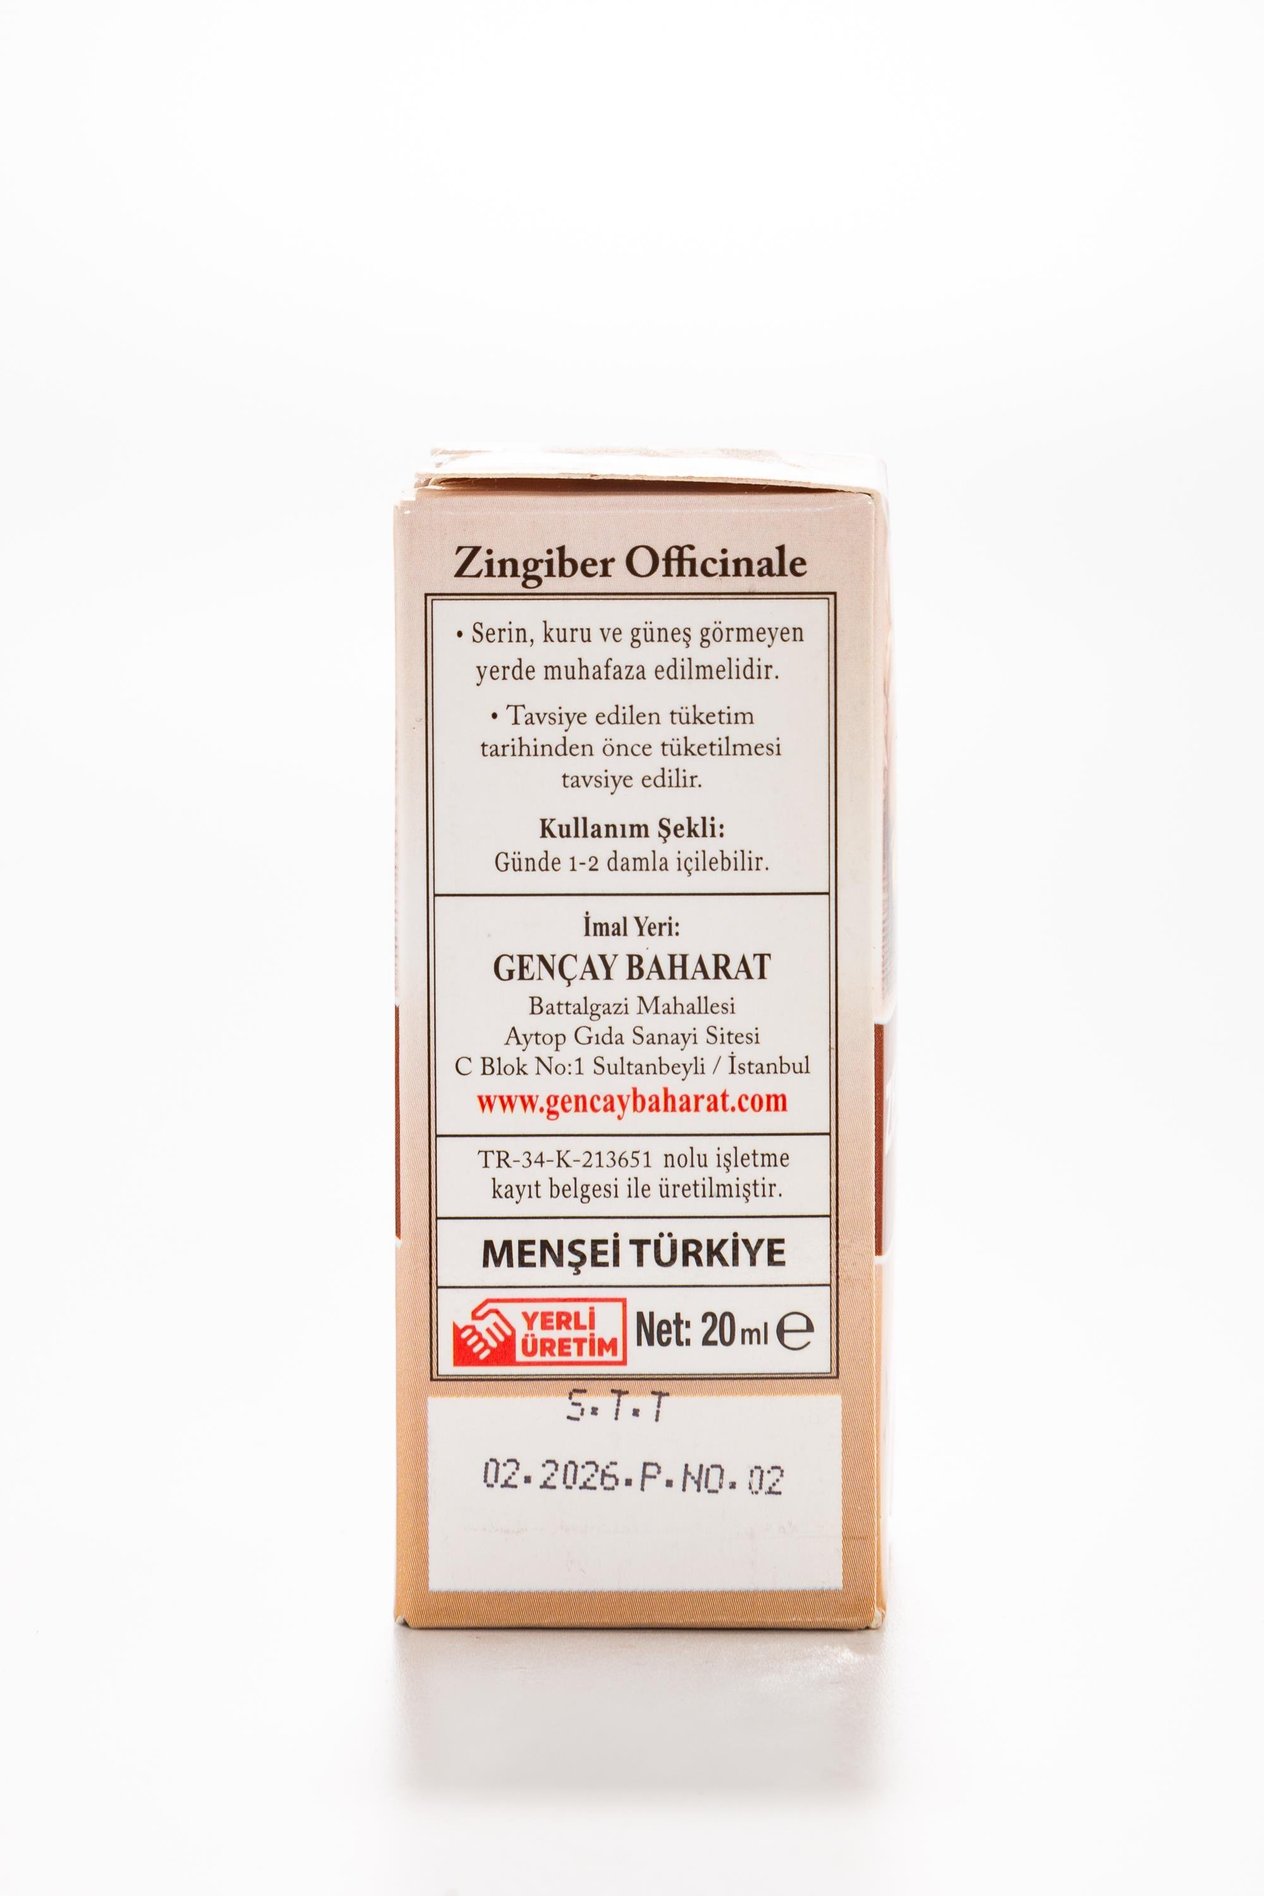 Zingiber Officinale
• Serin, kuru ve güneş görmeyen
yerde muhafaza edilmelidir.
• Tavsiye edilen tüketim
tarihinden önce tüketilmesi
tavsiye edilir.
Kullanım Şekli:
Günde 1-2 damla içilebilir.
İmal Yeri:
GENÇAY BAHARAT
Battalgazi Mahallesi
Aytop Gıda Sanayi Sitesi
C Blok No:1 Sultanbeyli / İstanbul
www.gencaybaharat.com
TR-34-K-213651 nolu işletme
kayıt belgesi ile üretilmiştir.
MENŞEİ TÜRKİYE
YERLİ
ÜRETİM
Net: 20 ml ℮
S.T.T
02.2026.P.NO.02